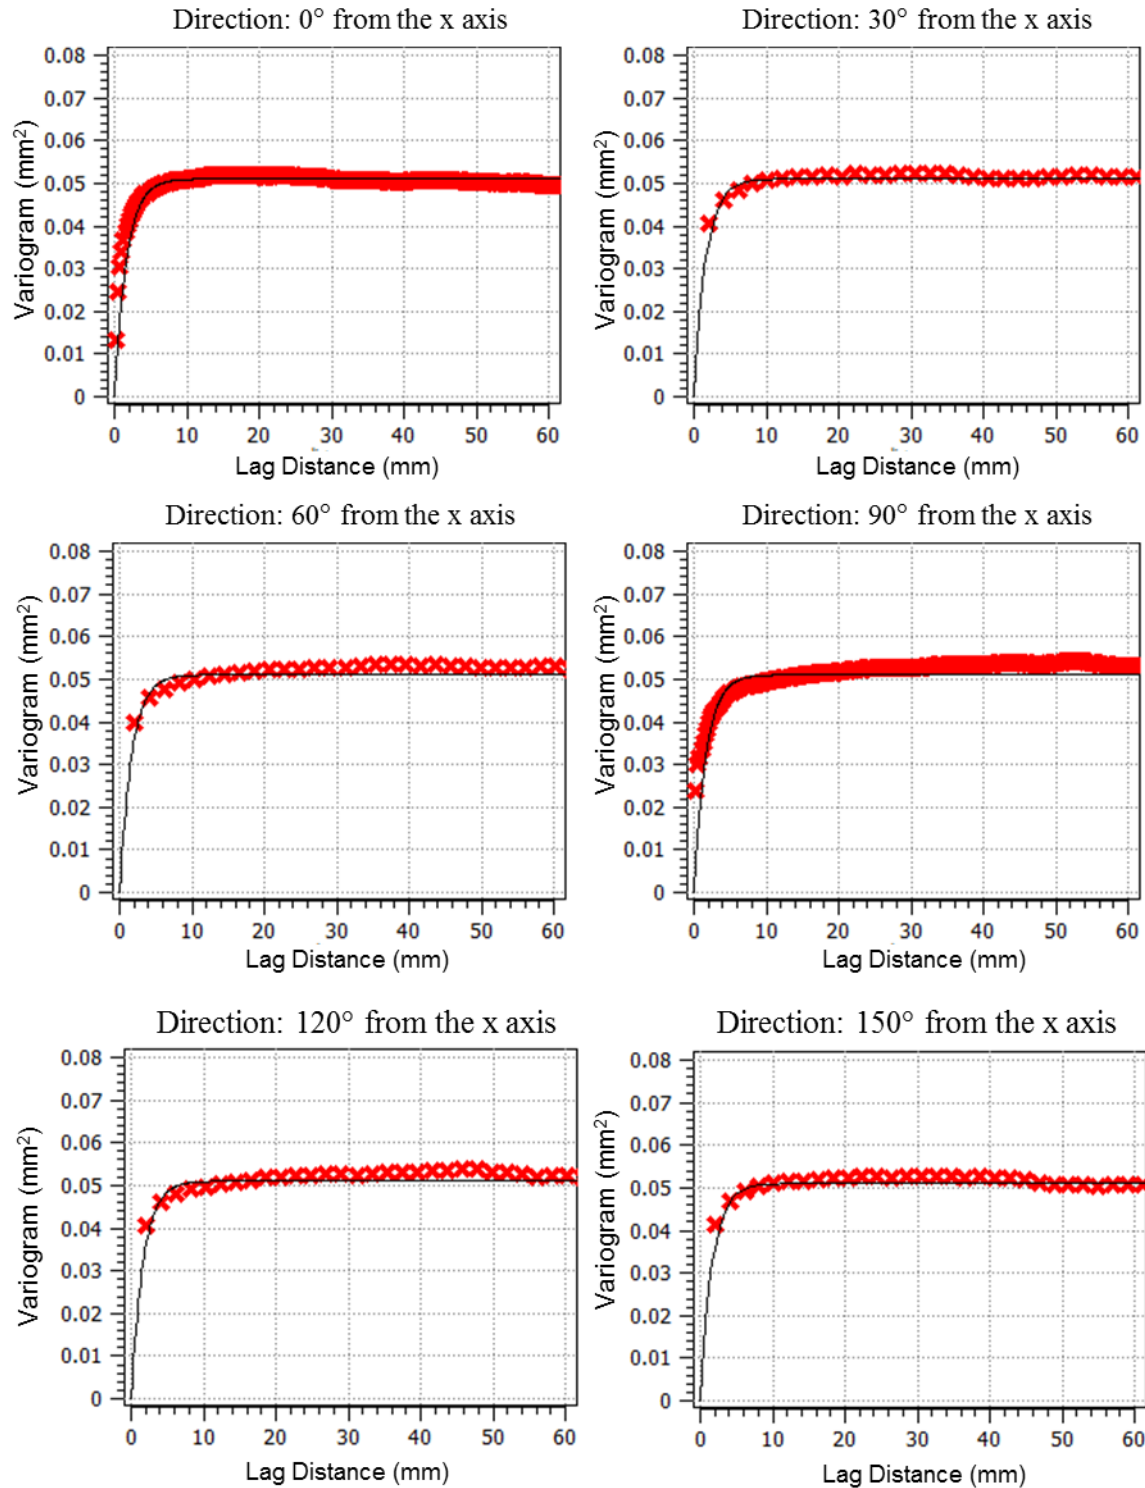 Direction: 0° from the x axis
Variogram (mm²)
0.08
0.07
0.06
0.05
0.04
0.03
0.02
0.01
0
0 10 20 30 40 50 60
Lag Distance (mm)
Direction: 30° from the x axis
Variogram (mm²)
0.08
0.07
0.06
0.05
0.04
0.03
0.02
0.01
0
0 10 20 30 40 50 60
Lag Distance (mm)
Direction: 60° from the x axis
Variogram (mm²)
0.08
0.07
0.06
0.05
0.04
0.03
0.02
0.01
0
0 10 20 30 40 50 60
Lag Distance (mm)
Direction: 90° from the x axis
Variogram (mm²)
0.08
0.07
0.06
0.05
0.04
0.03
0.02
0.01
0
0 10 20 30 40 50 60
Lag Distance (mm)
Direction: 120° from the x axis
Variogram (mm²)
0.08
0.07
0.06
0.05
0.04
0.03
0.02
0.01
0
0 10 20 30 40 50 60
Lag Distance (mm)
Direction: 150° from the x axis
Variogram (mm²)
0.08
0.07
0.06
0.05
0.04
0.03
0.02
0.01
0
0 10 20 30 40 50 60
Lag Distance (mm)